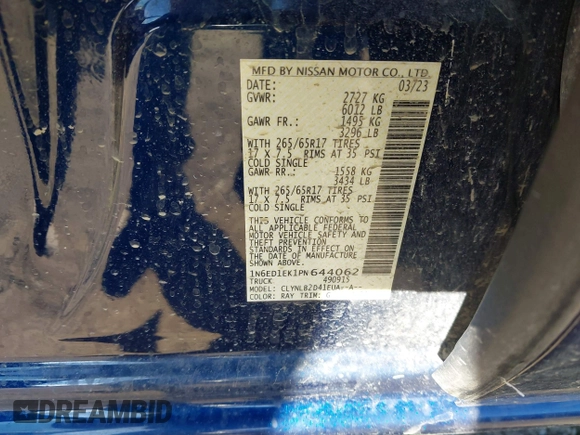 MFD BY NISSAN MOTOR CO., LTD.
DATE: 03/23
GVWR: 2727 KG
6012 LB
GAWR FR.: 1495 KG
3296 LB
WITH 265/65R17 TIRES
17 X 7.5 RIMS AT 35 PSI
COLD SINGLE
GAWR RR.: 1558 KG
3434 LB
WITH 265/65R17 TIRES
17 X 7.5 RIMS AT 35 PSI
COLD SINGLE
THIS VEHICLE CONFORMS TO
ALL APPLICABLE FEDERAL
MOTOR VEHICLE SAFETY AND
THEFT PREVENTION
STANDARDS IN EFFECT ON
THE DATE OF MANUFACTURE
SHOWN ABOVE.
1N6ED1EK1PN644062
TRUCK 490915
MODEL: CLYNLB2D41EUA--A--
COLOR: RAY TRIM: G
DREAMBID